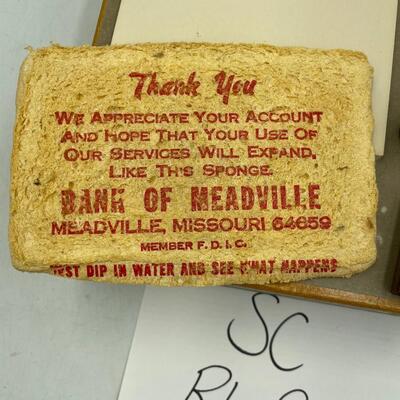 Thank You
WE APPRECIATE YOUR ACCOUNT
AND HOPE THAT YOUR USE OF
OUR SERVICES WILL EXPAND,
LIKE THIS SPONGE.
BANK OF MEADVILLE
MEADVILLE, MISSOURI 64659
MEMBER F.D.I.C.
JUST DIP IN WATER AND SEE WHAT HAPPENS
SC